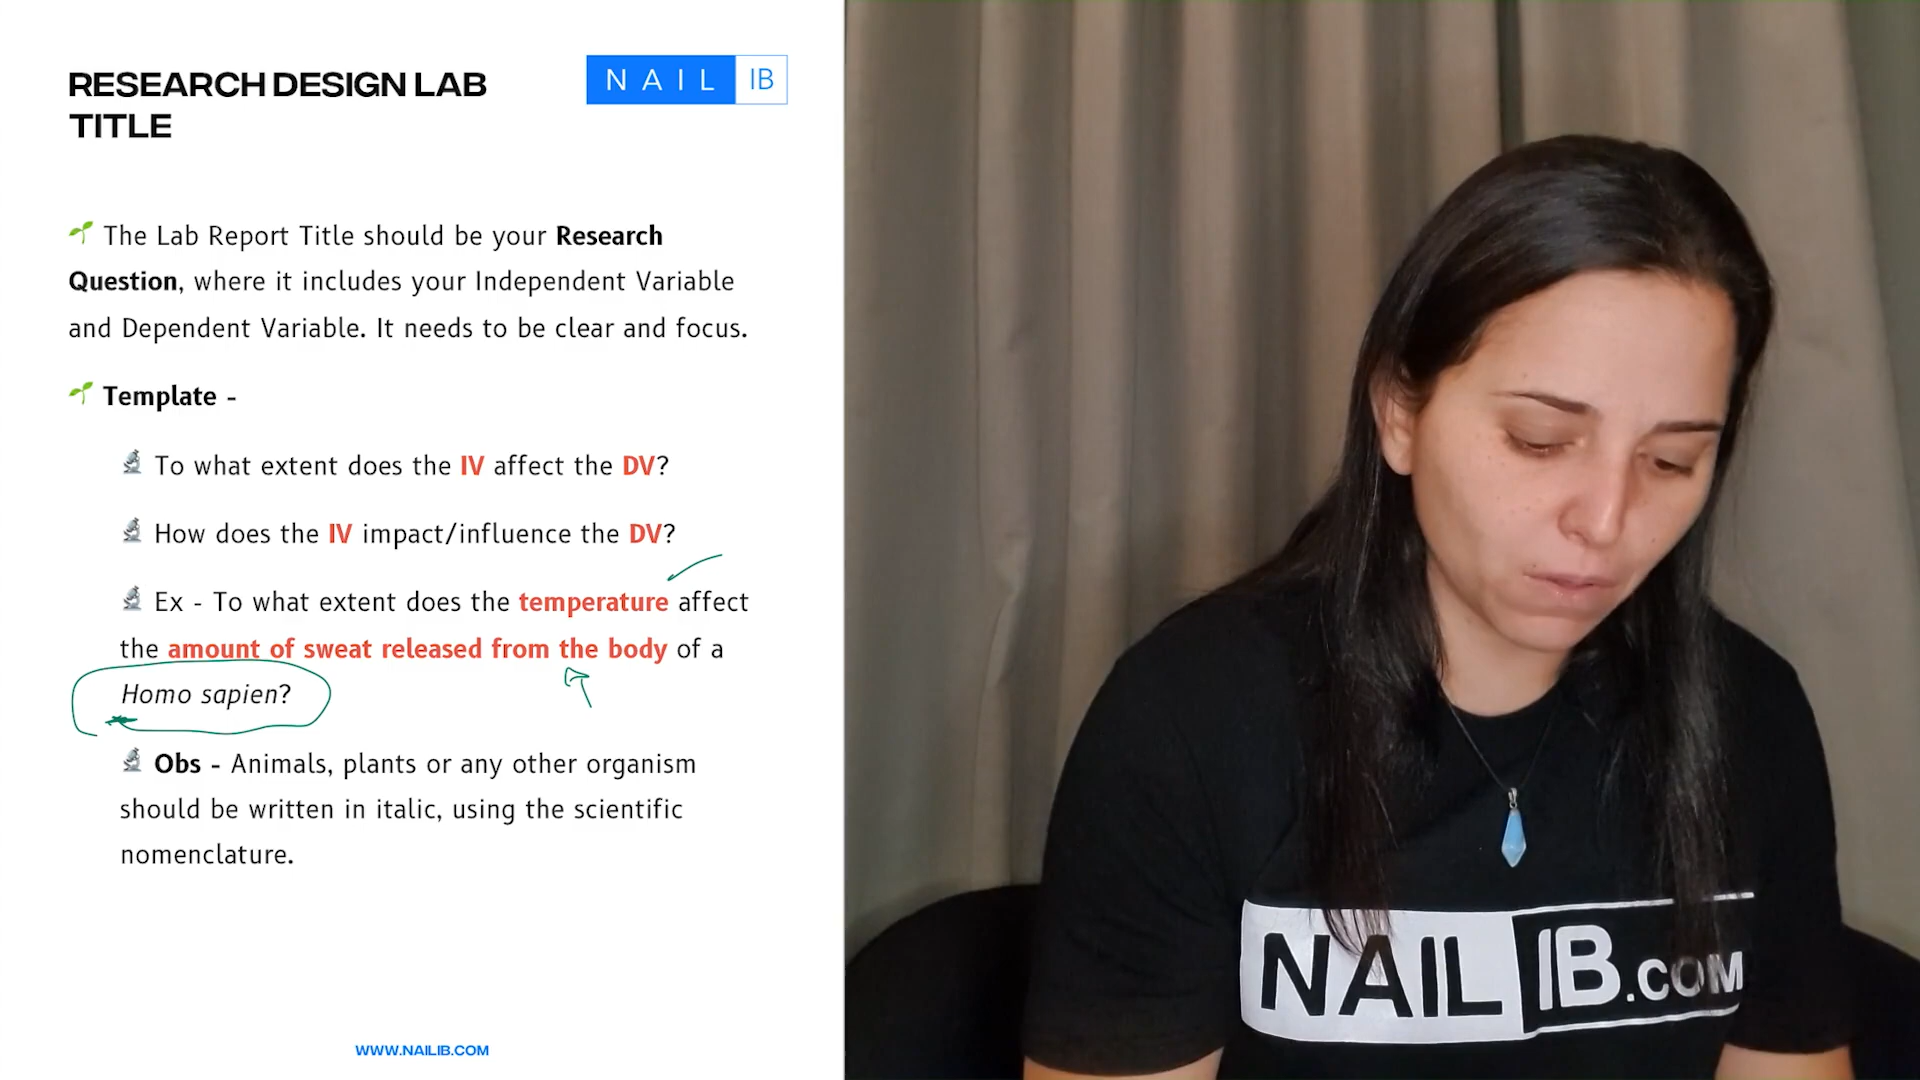 RESEARCH DESIGN LAB
TITLE
NAIL IB
The Lab Report Title should be your Research
Question, where it includes your Independent Variable
and Dependent Variable. It needs to be clear and focus.
Template -
To what extent does the IV affect the DV?
How does the IV impact/influence the DV?
Ex - To what extent does the temperature affect
the amount of sweat released from the body of a
Homo sapien?
Obs - Animals, plants or any other organism
should be written in italic, using the scientific
nomenclature.
WWW.NAILIB.COM
NAIL IB.COM